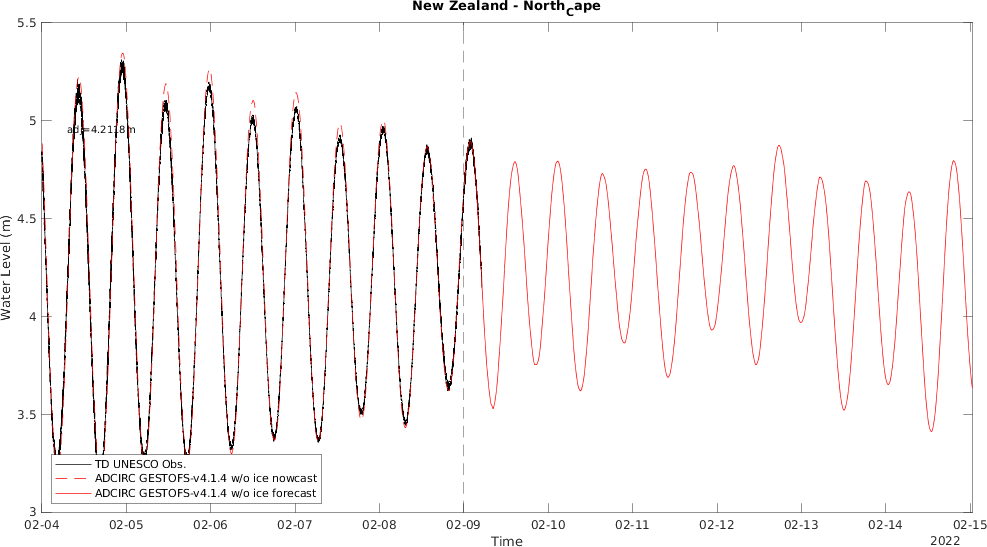 New Zealand - North_Cape
5.5
5
4.5
4
3.5
3
Water Level (m)
adj=4.2118m
TD UNESCO Obs.
ADCIRC GESTOFS-v4.1.4 w/o ice nowcast
ADCIRC GESTOFS-v4.1.4 w/o ice forecast
02-04 02-05 02-06 02-07 02-08 02-09 02-10 02-11 02-12 02-13 02-14 02-15
Time
2022